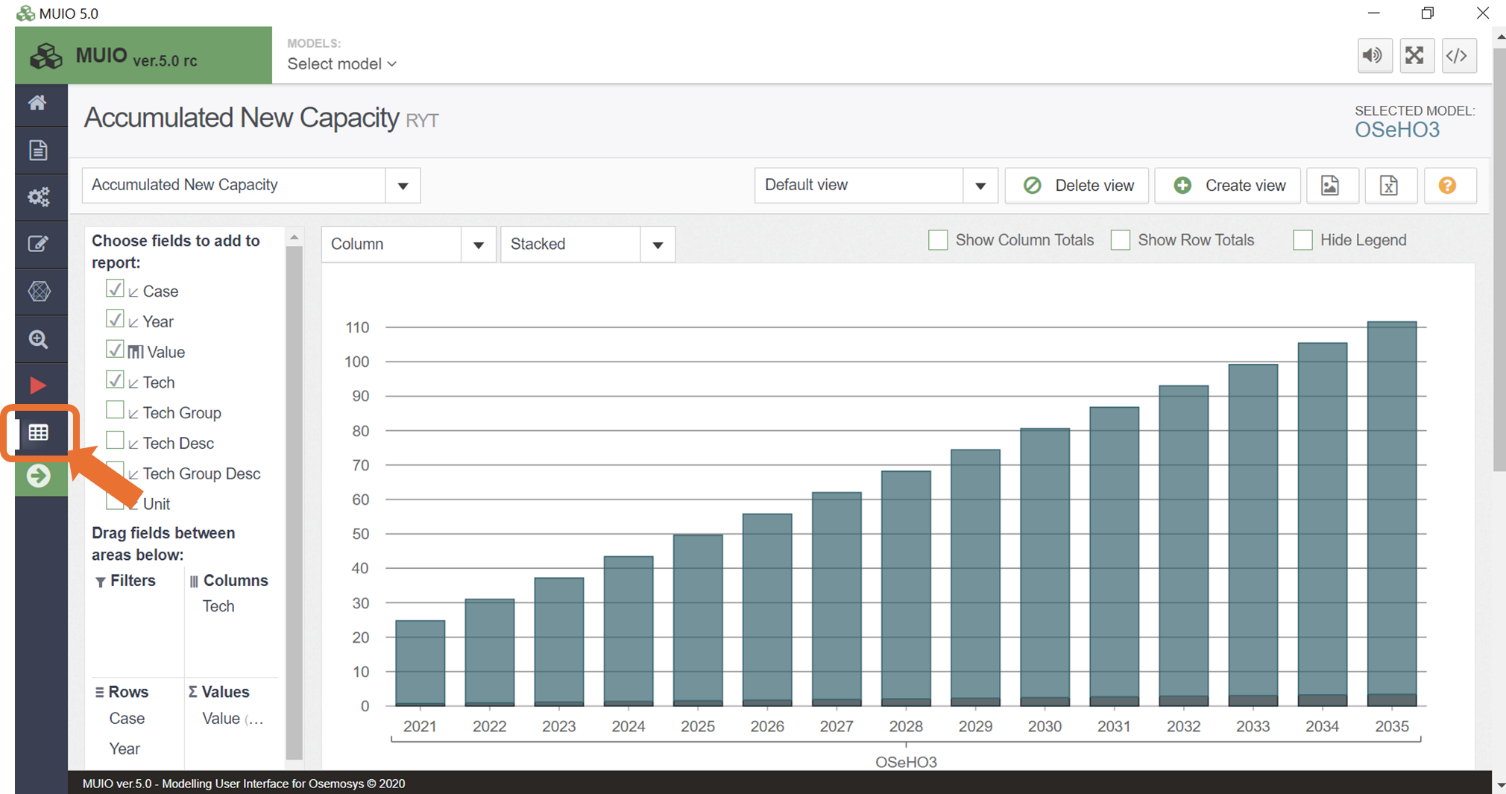 MUIO 5.0
MUIO ver.5.0 rc
MODELS:
Select model
Accumulated New Capacity RYT
SELECTED MODEL:
OSeHO3
Accumulated New Capacity
Default view
Delete view
Create view
Choose fields to add to
report:
Case
Year
Value
Tech
Tech Group
Tech Desc
Tech Group Desc
Unit
Drag fields between
areas below:
Filters
Columns
Tech
Rows
Σ Values
Case
Value (...
Year
Column
Stacked
Show Column Totals
Show Row Totals
Hide Legend
110
100
90
80
70
60
50
40
30
20
10
0
2021 2022 2023 2024 2025 2026 2027 2028 2029 2030 2031 2032 2033 2034 2035
OSeHO3
MUIO ver.5.0 - Modelling User Interface for Osemosys © 2020